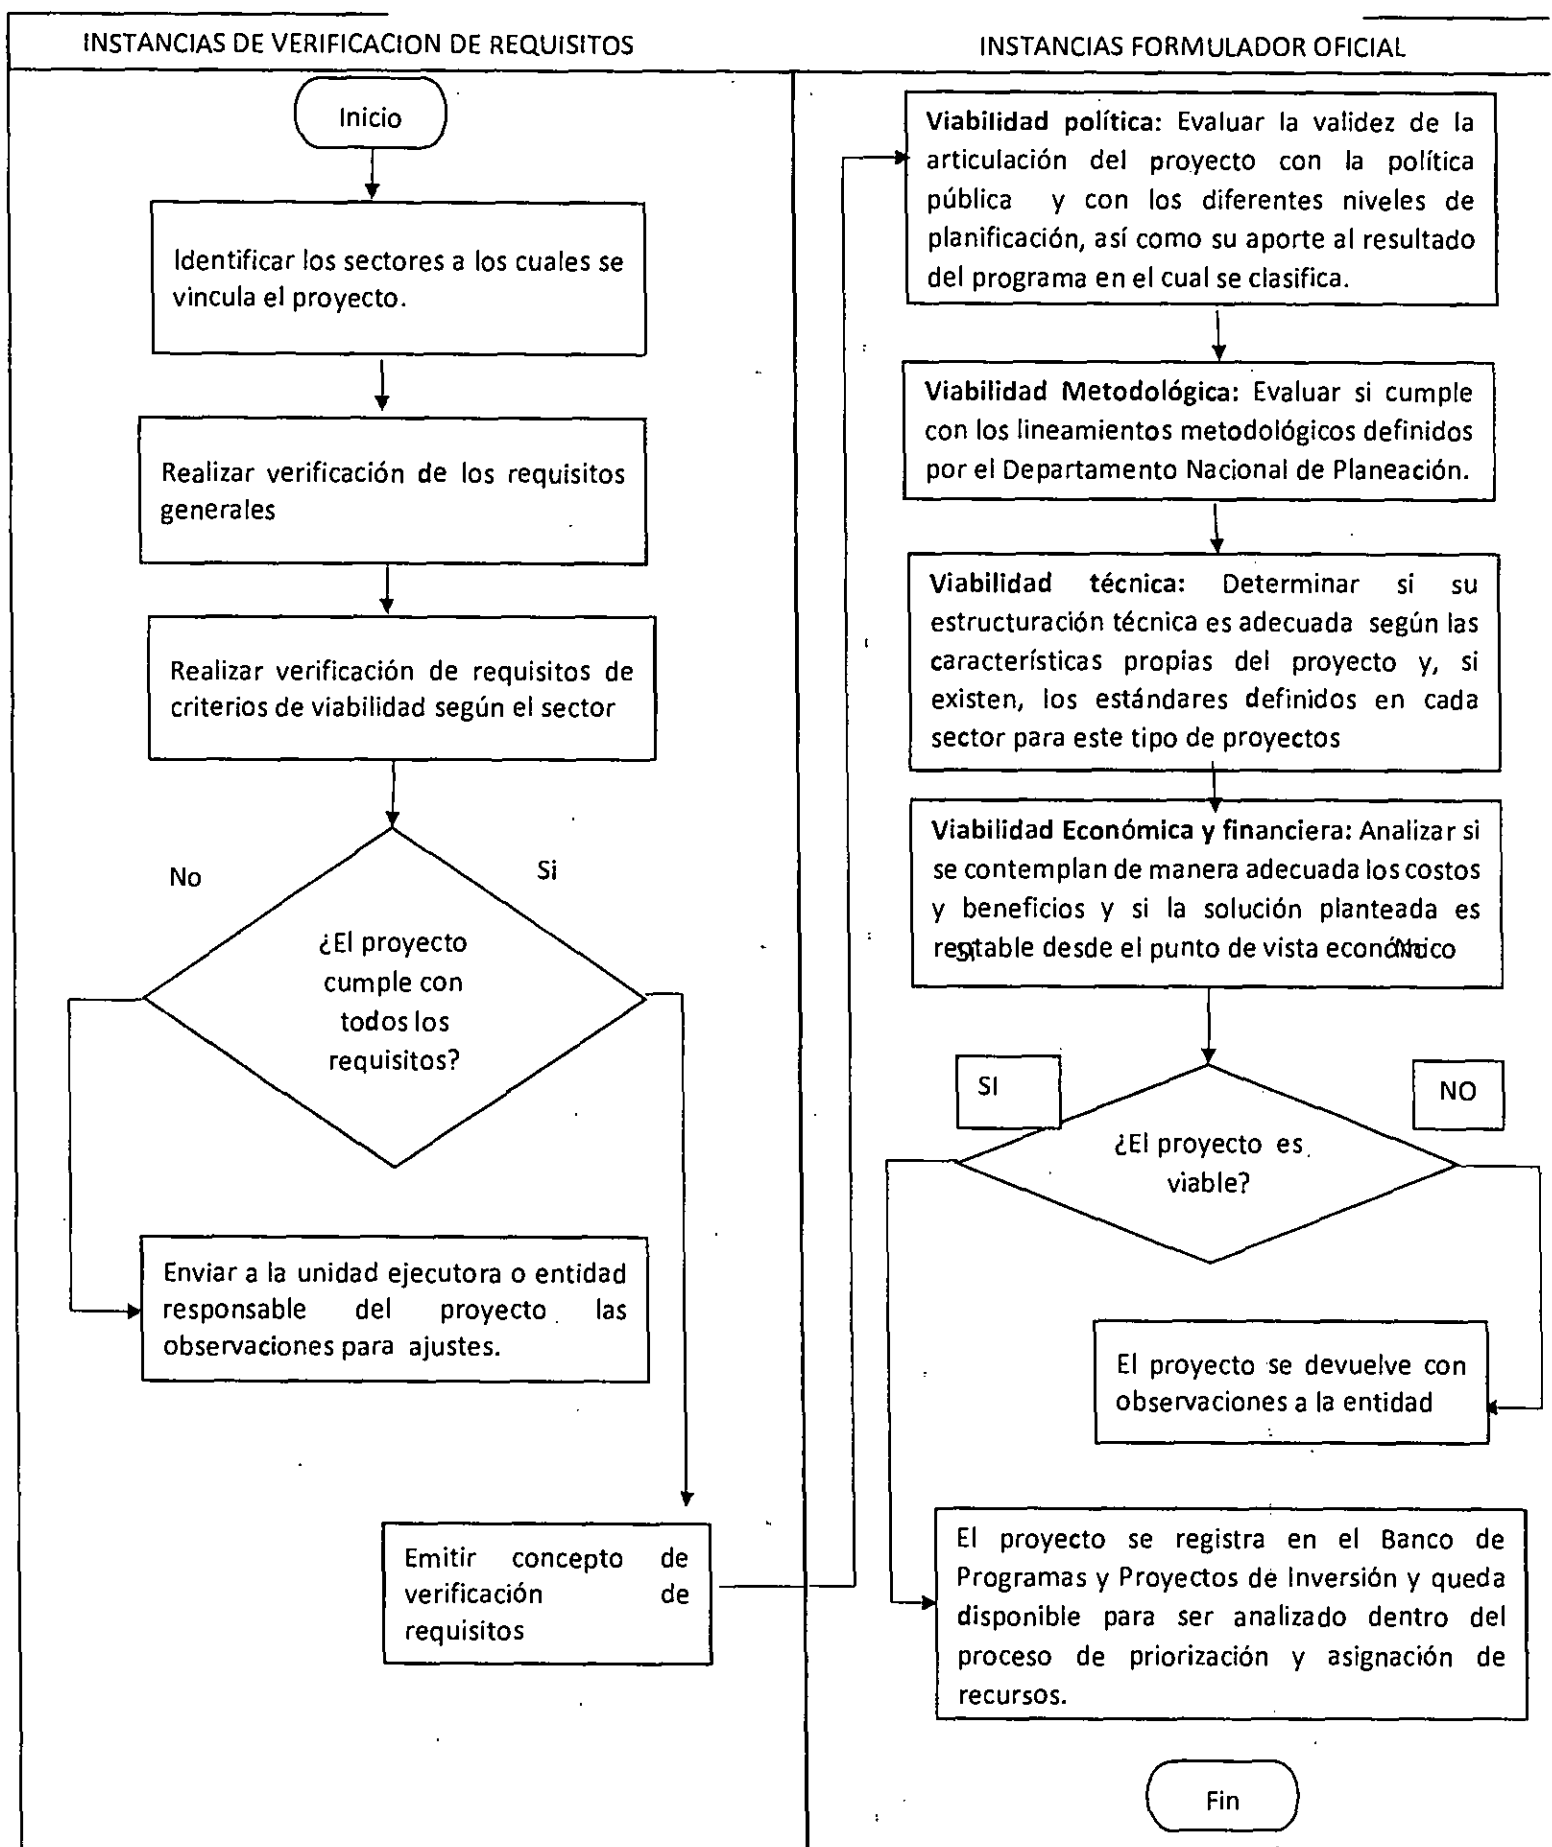 INSTANCIAS DE VERIFICACION DE REQUISITOS
Inicio
Identificar los sectores a los cuales se
vincula el proyecto.
Realizar verificación de los requisitos
generales
Realizar verificación de requisitos de
criterios de viabilidad según el sector
No
Si
¿El proyecto
cumple con
todos los
requisitos?
Enviar a la unidad ejecutora o entidad
responsable del proyecto las
observaciones para ajustes.
Emitir concepto de
verificación de
requisitos
INSTANCIAS FORMULADOR OFICIAL
Viabilidad política: Evaluar la validez de la
articulación del proyecto con la política
pública y con los diferentes niveles de
planificación, así como su aporte al resultado
del programa en el cual se clasifica.
Viabilidad Metodológica: Evaluar si cumple
con los lineamientos metodológicos definidos
por el Departamento Nacional de Planeación.
Viabilidad técnica: Determinar si su
estructuración técnica es adecuada según las
características propias del proyecto y, si
existen, los estándares definidos en cada
sector para este tipo de proyectos
Viabilidad Económica y financiera: Analizar si
se contemplan de manera adecuada los costos
y beneficios y si la solución planteada es
rentable desde el punto de vista económico
Si
No
SI
NO
¿El proyecto es
viable?
El proyecto se devuelve con
observaciones a la entidad
El proyecto se registra en el Banco de
Programas y Proyectos de Inversión y queda
disponible para ser analizado dentro del
proceso de priorización y asignación de
recursos.
Fin